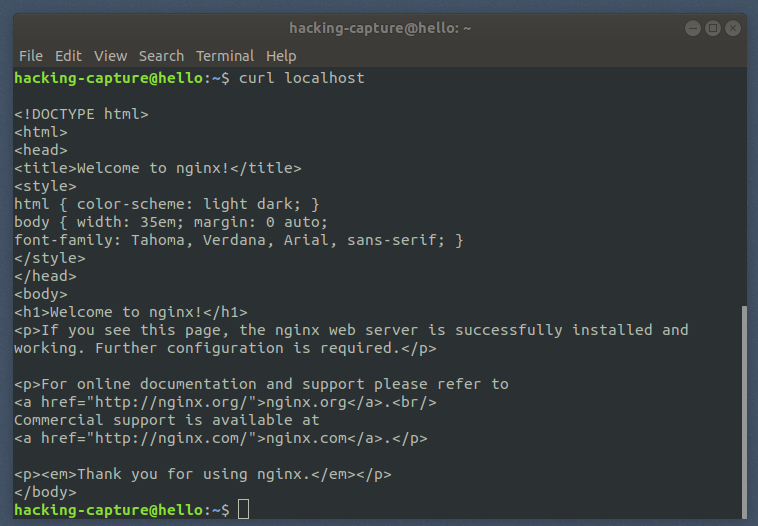 hacking-capture@hello: ~
File Edit View Search Terminal Help
hacking-capture@hello:~$ curl localhost
<!DOCTYPE html>
<html>
<head>
<title>Welcome to nginx!</title>
<style>
html { color-scheme: light dark; }
body { width: 35em; margin: 0 auto;
font-family: Tahoma, Verdana, Arial, sans-serif; }
</style>
</head>
<body>
<h1>Welcome to nginx!</h1>
<p>If you see this page, the nginx web server is successfully installed and
working. Further configuration is required.</p>
<p>For online documentation and support please refer to
<a href="http://nginx.org/">nginx.org</a>.<br/>
Commercial support is available at
<a href="http://nginx.com/">nginx.com</a>.</p>
<p><em>Thank you for using nginx.</em></p>
</body>
hacking-capture@hello:~$